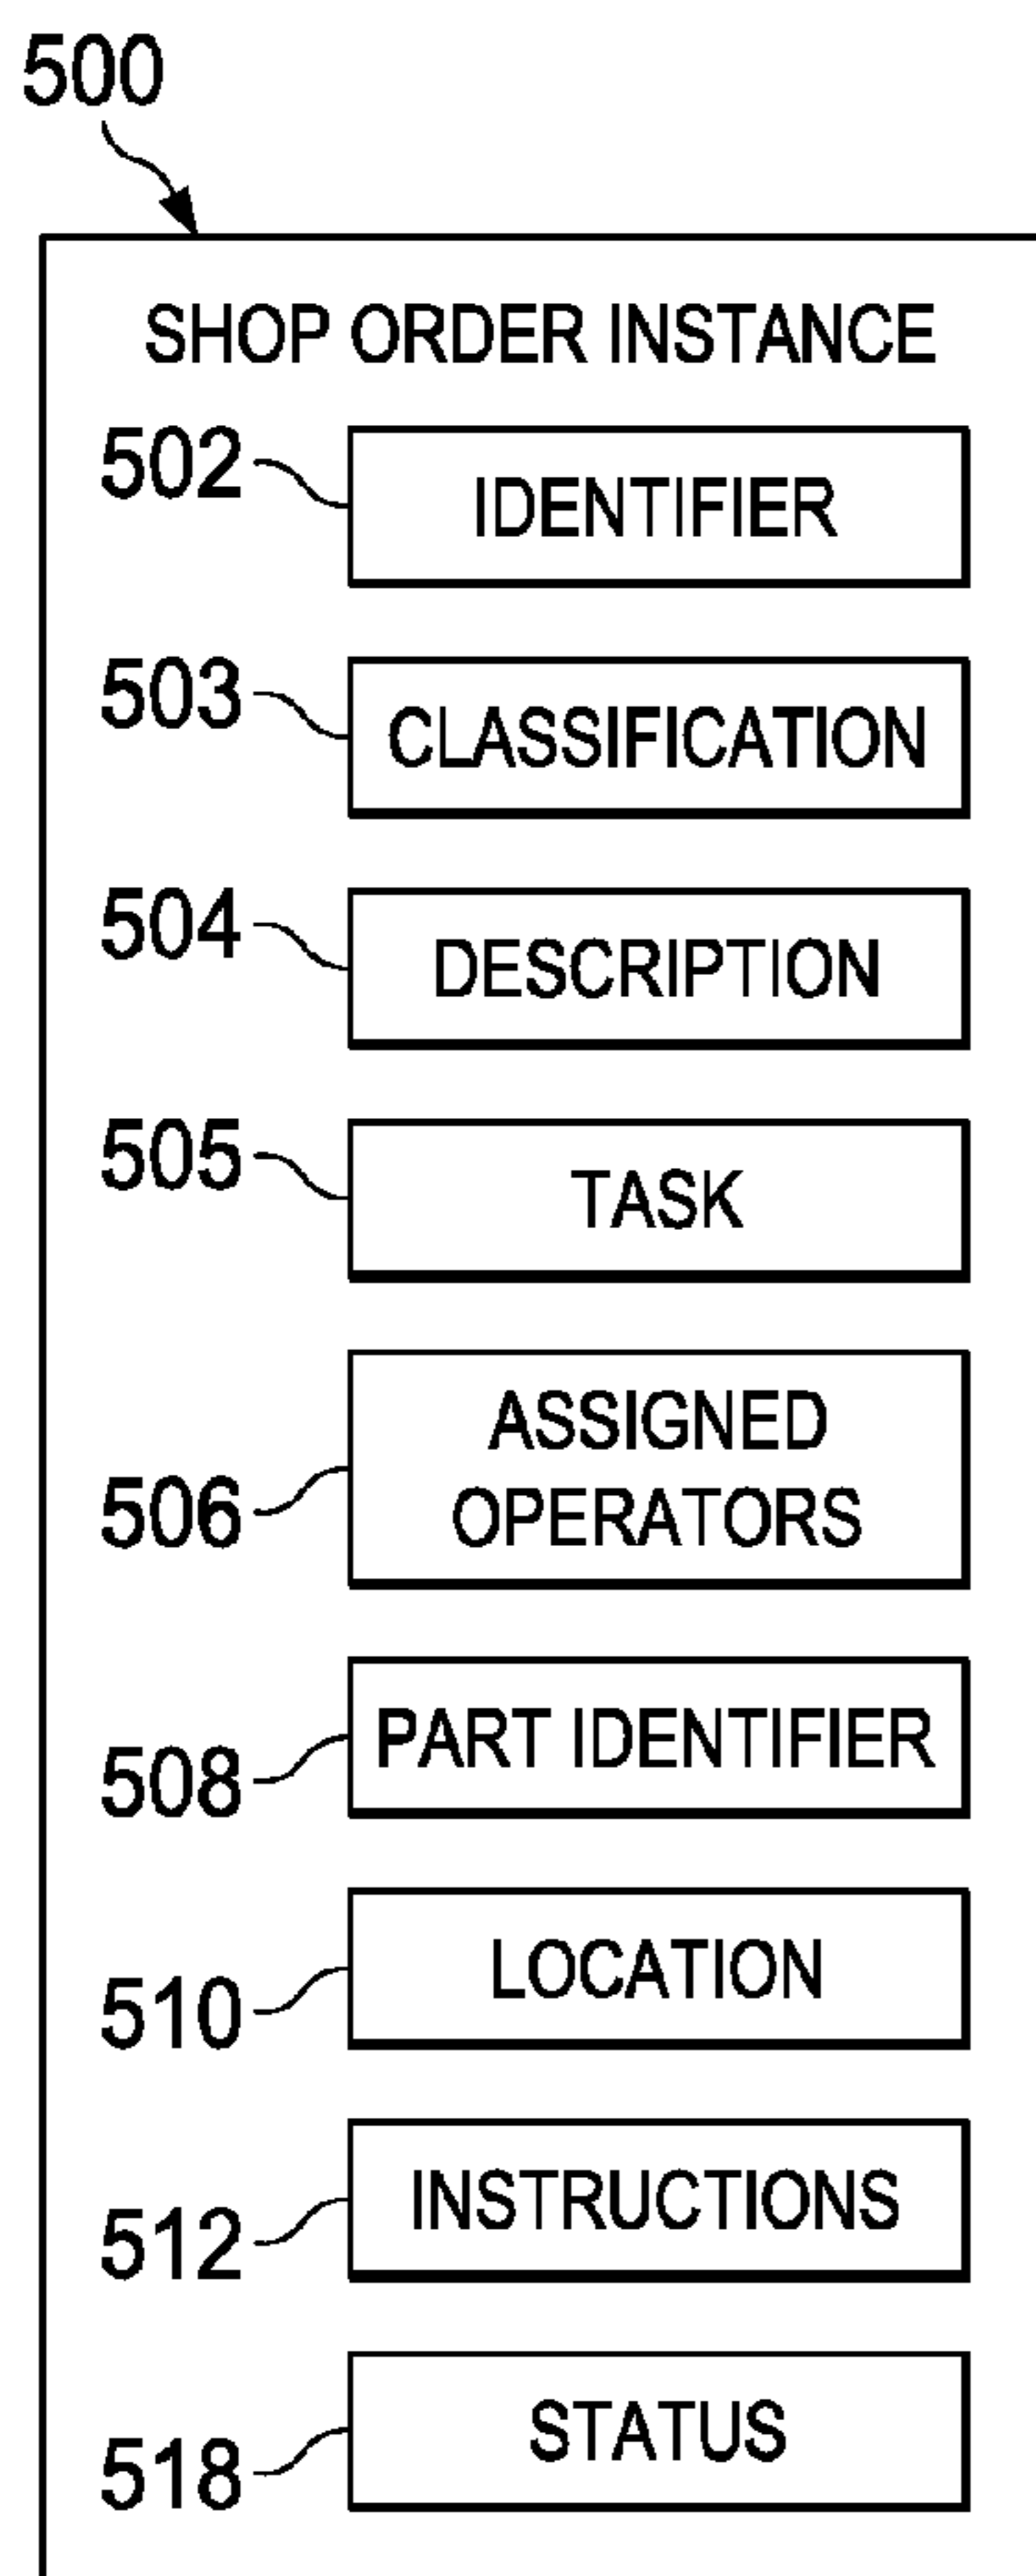 500
SHOP ORDER INSTANCE
502
IDENTIFIER
503
CLASSIFICATION
504
DESCRIPTION
505
TASK
506
ASSIGNED
OPERATORS
508
PART IDENTIFIER
510
LOCATION
512
INSTRUCTIONS
518
STATUS